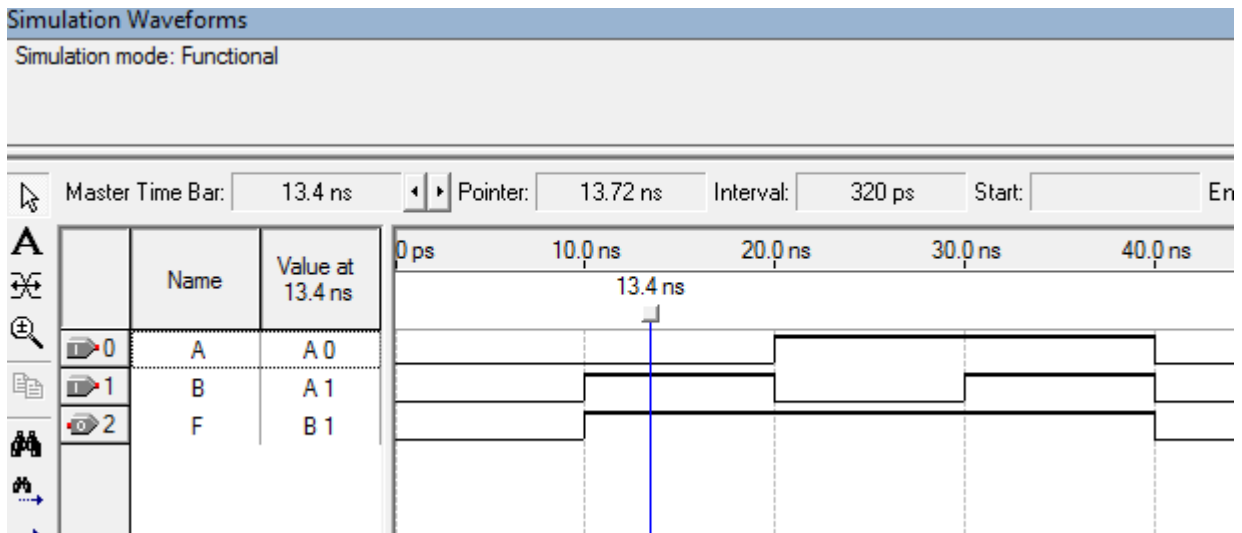 Simulation Waveforms
Simulation mode: Functional
Master Time Bar: 13.4 ns Pointer: 13.72 ns Interval: 320 ps Start: En
A
Name Value at
13.4 ns
0 ps 10.0 ns 20.0 ns 30.0 ns 40.0 ns
13.4 ns
0 A A 0
1 B A 1
2 F B 1